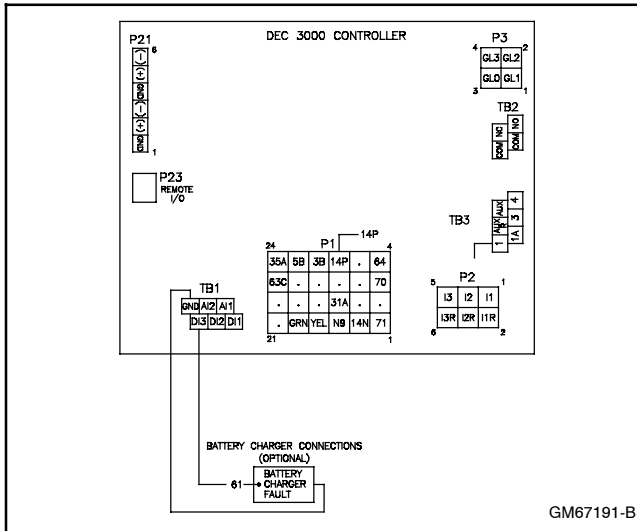 DEC 3000 CONTROLLER
P21
6
GND (+) (-) GND (+) (-)
1
P23
REMOTE
I/O
P3
4 2
GL3 GL2
GL0 GL1
3 1
TB2
NC NO
COM COM
TB3
AUX AUX 4
R
1 1A 3
14P
P1
24 4
35A 5B 3B 14P . 64
63C . . . . 70
. . . 31A . .
. GRN YEL N9 14N 71
21 1
P2
5 1
I3 I2 I1
I3R I2R I1R
6 2
TB1
GND AI2 AI1
DI3 DI2 DI1
BATTERY CHARGER CONNECTIONS
(OPTIONAL)
61
BATTERY
CHARGER
FAULT
GM67191-B